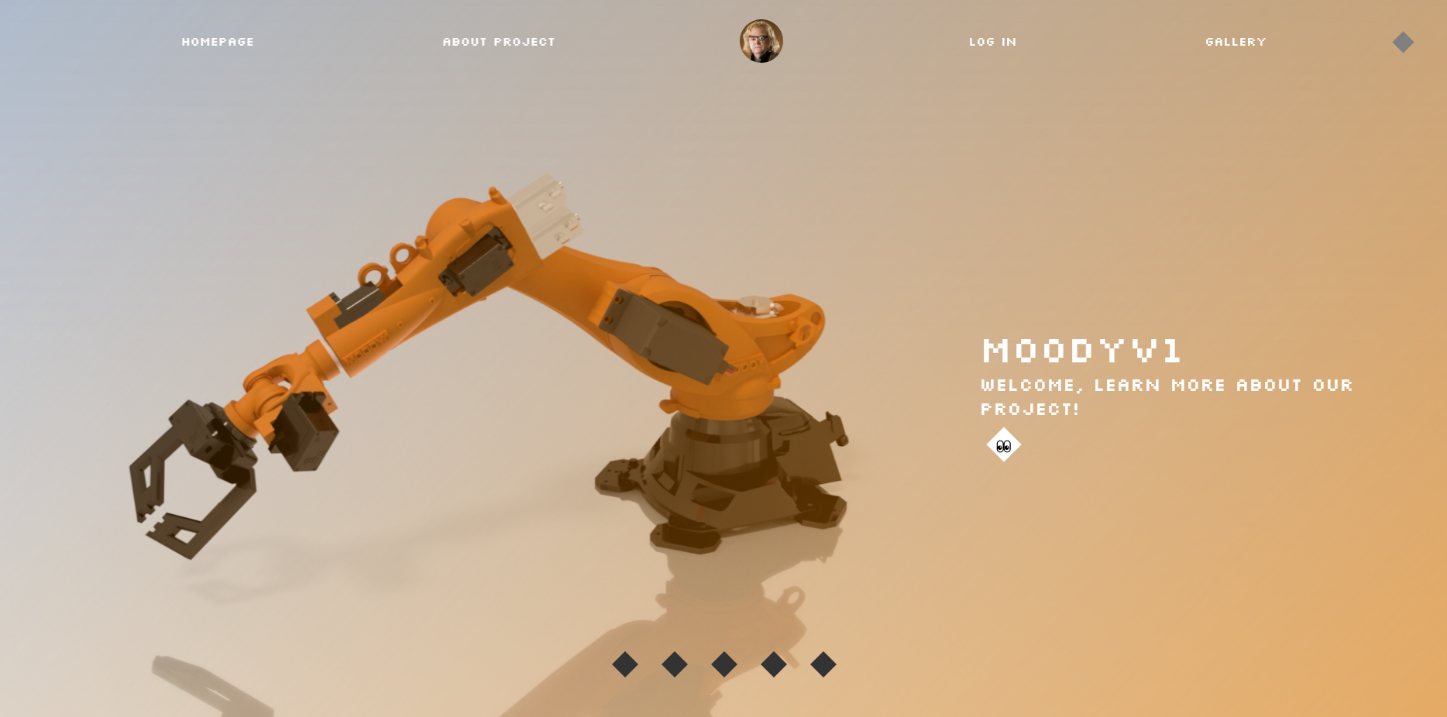 HOMEPAGE
ABOUT PROJECT
LOG IN
GALLERY
MOODYV1
WELCOME, LEARN MORE ABOUT OUR
PROJECT!